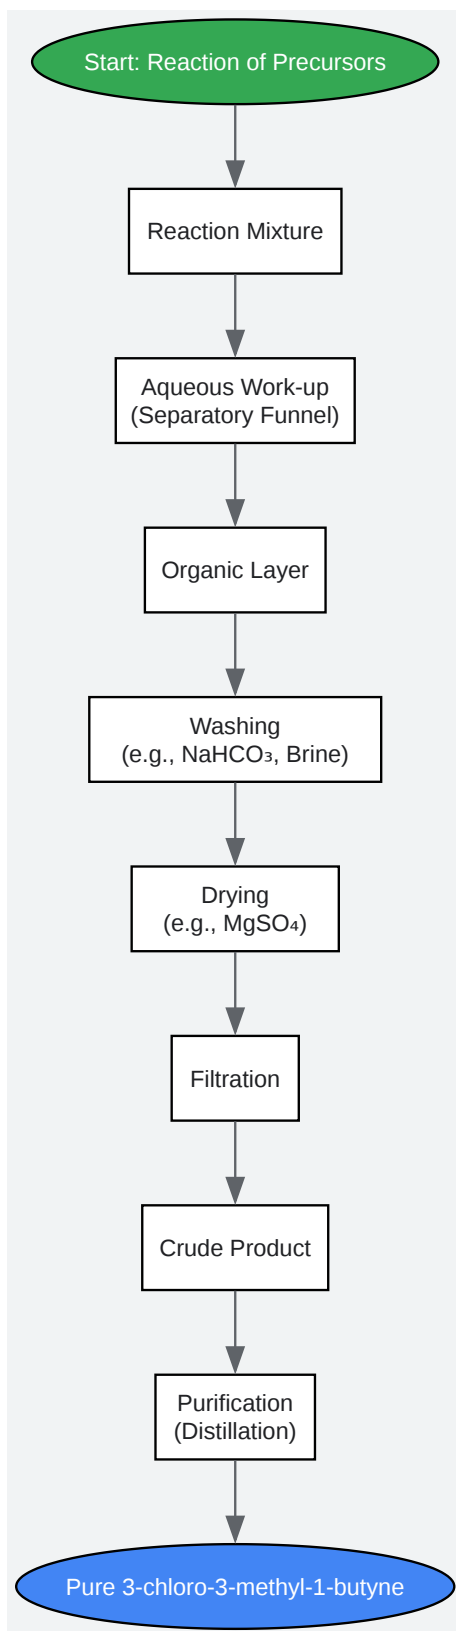 Start: Reaction of Precursors
Reaction Mixture
Aqueous Work-up
(Separatory Funnel)
Organic Layer
Washing
(e.g., NaHCO₃, Brine)
Drying
(e.g., MgSO₄)
Filtration
Crude Product
Purification
(Distillation)
Pure 3-chloro-3-methyl-1-butyne